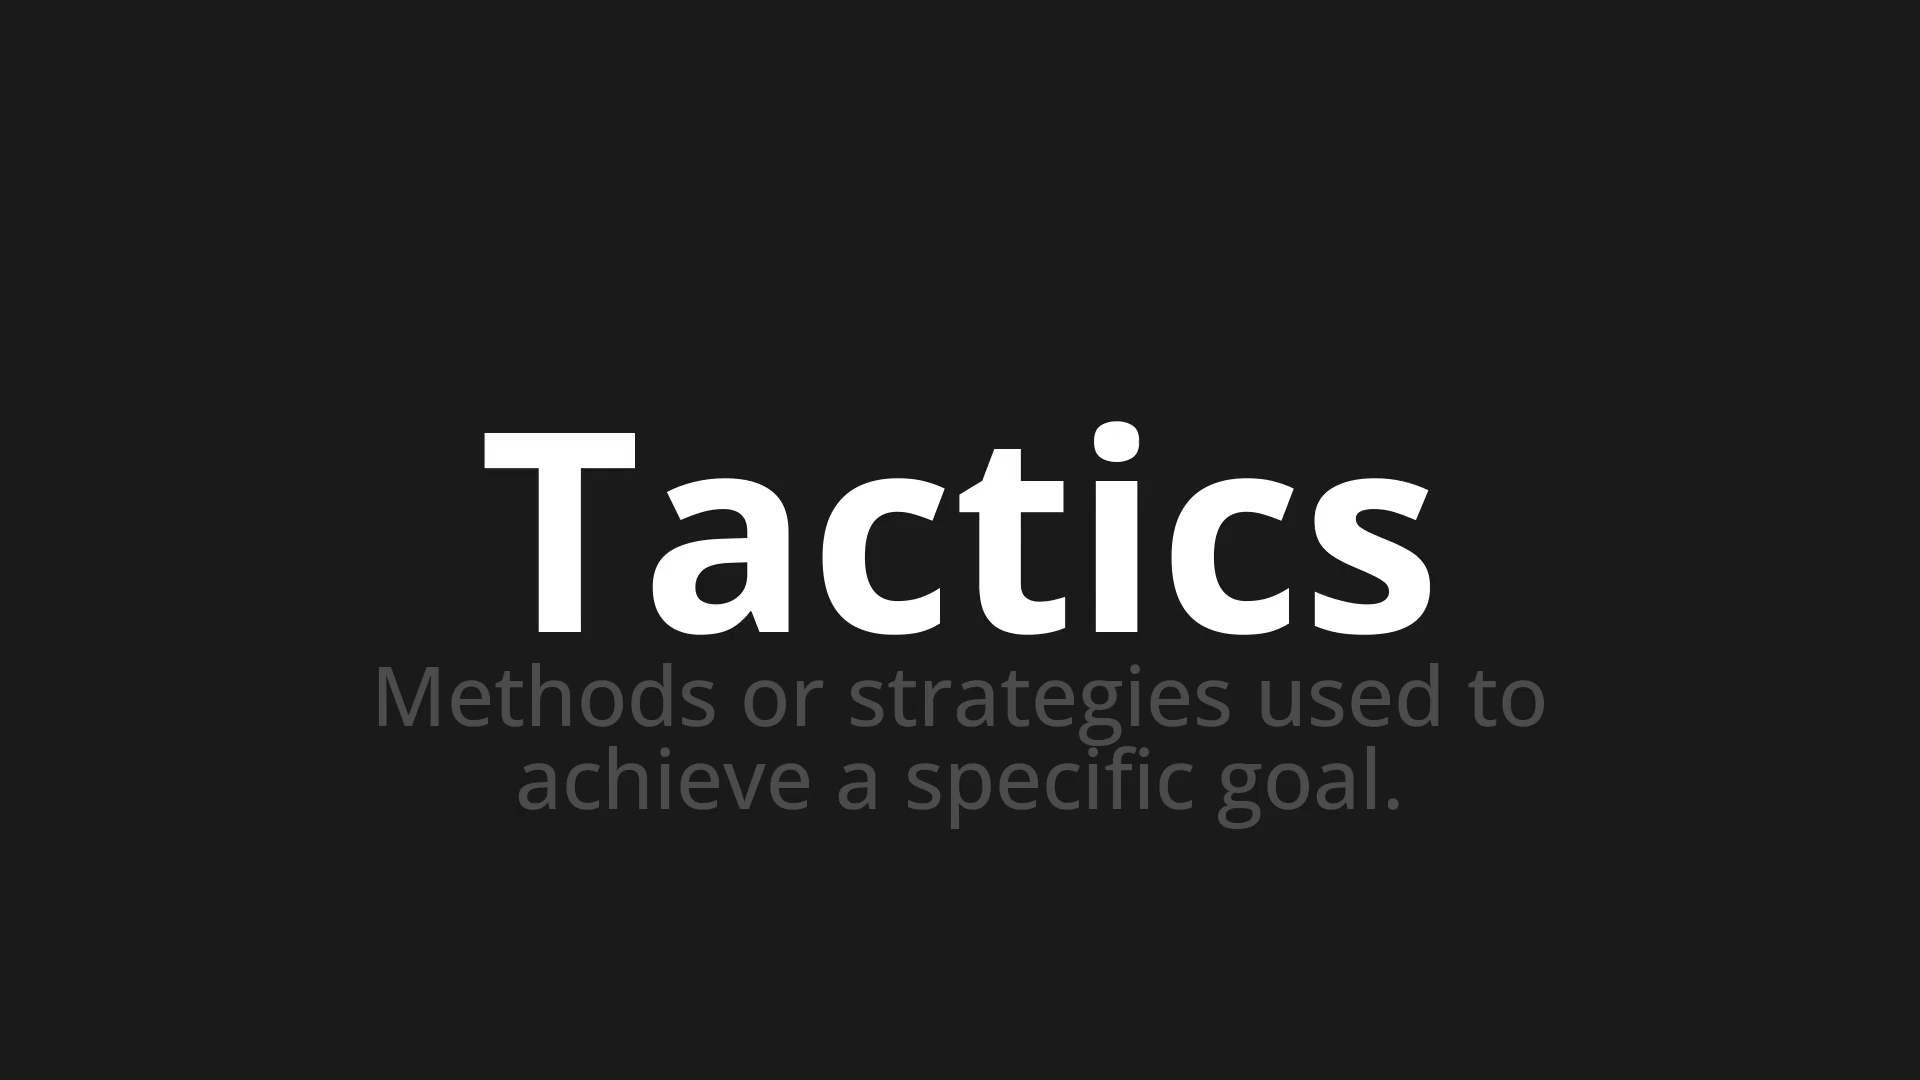 Tactics
Methods or strategies used to
achieve a specific goal.